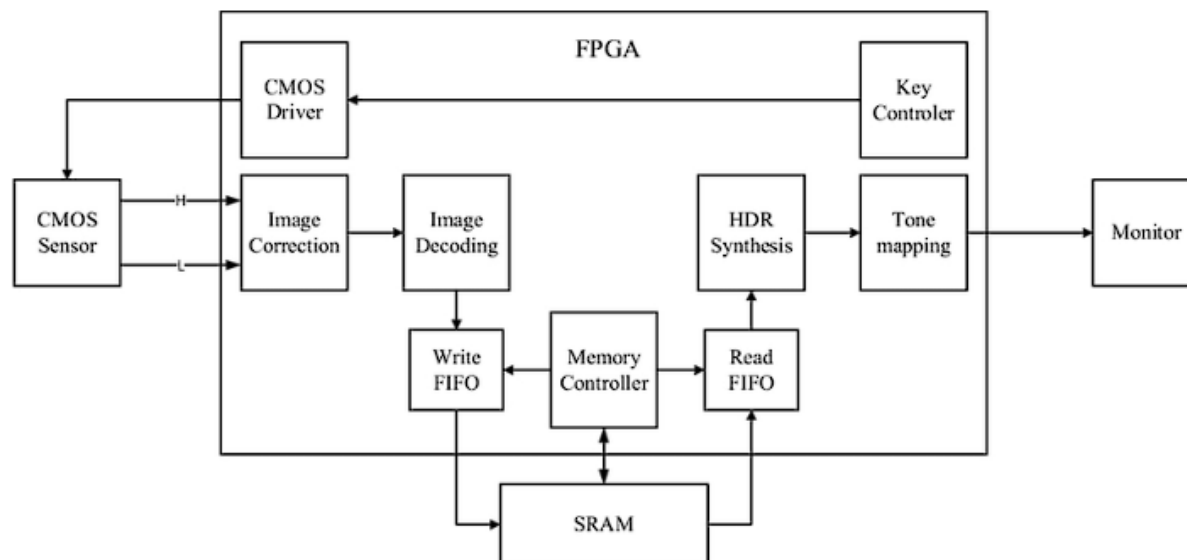 FPGA
CMOS
Driver
Key
Controler
CMOS
Sensor
H
L
Image
Correction
Image
Decoding
HDR
Synthesis
Tone
mapping
Monitor
Write
FIFO
Memory
Controller
Read
FIFO
SRAM